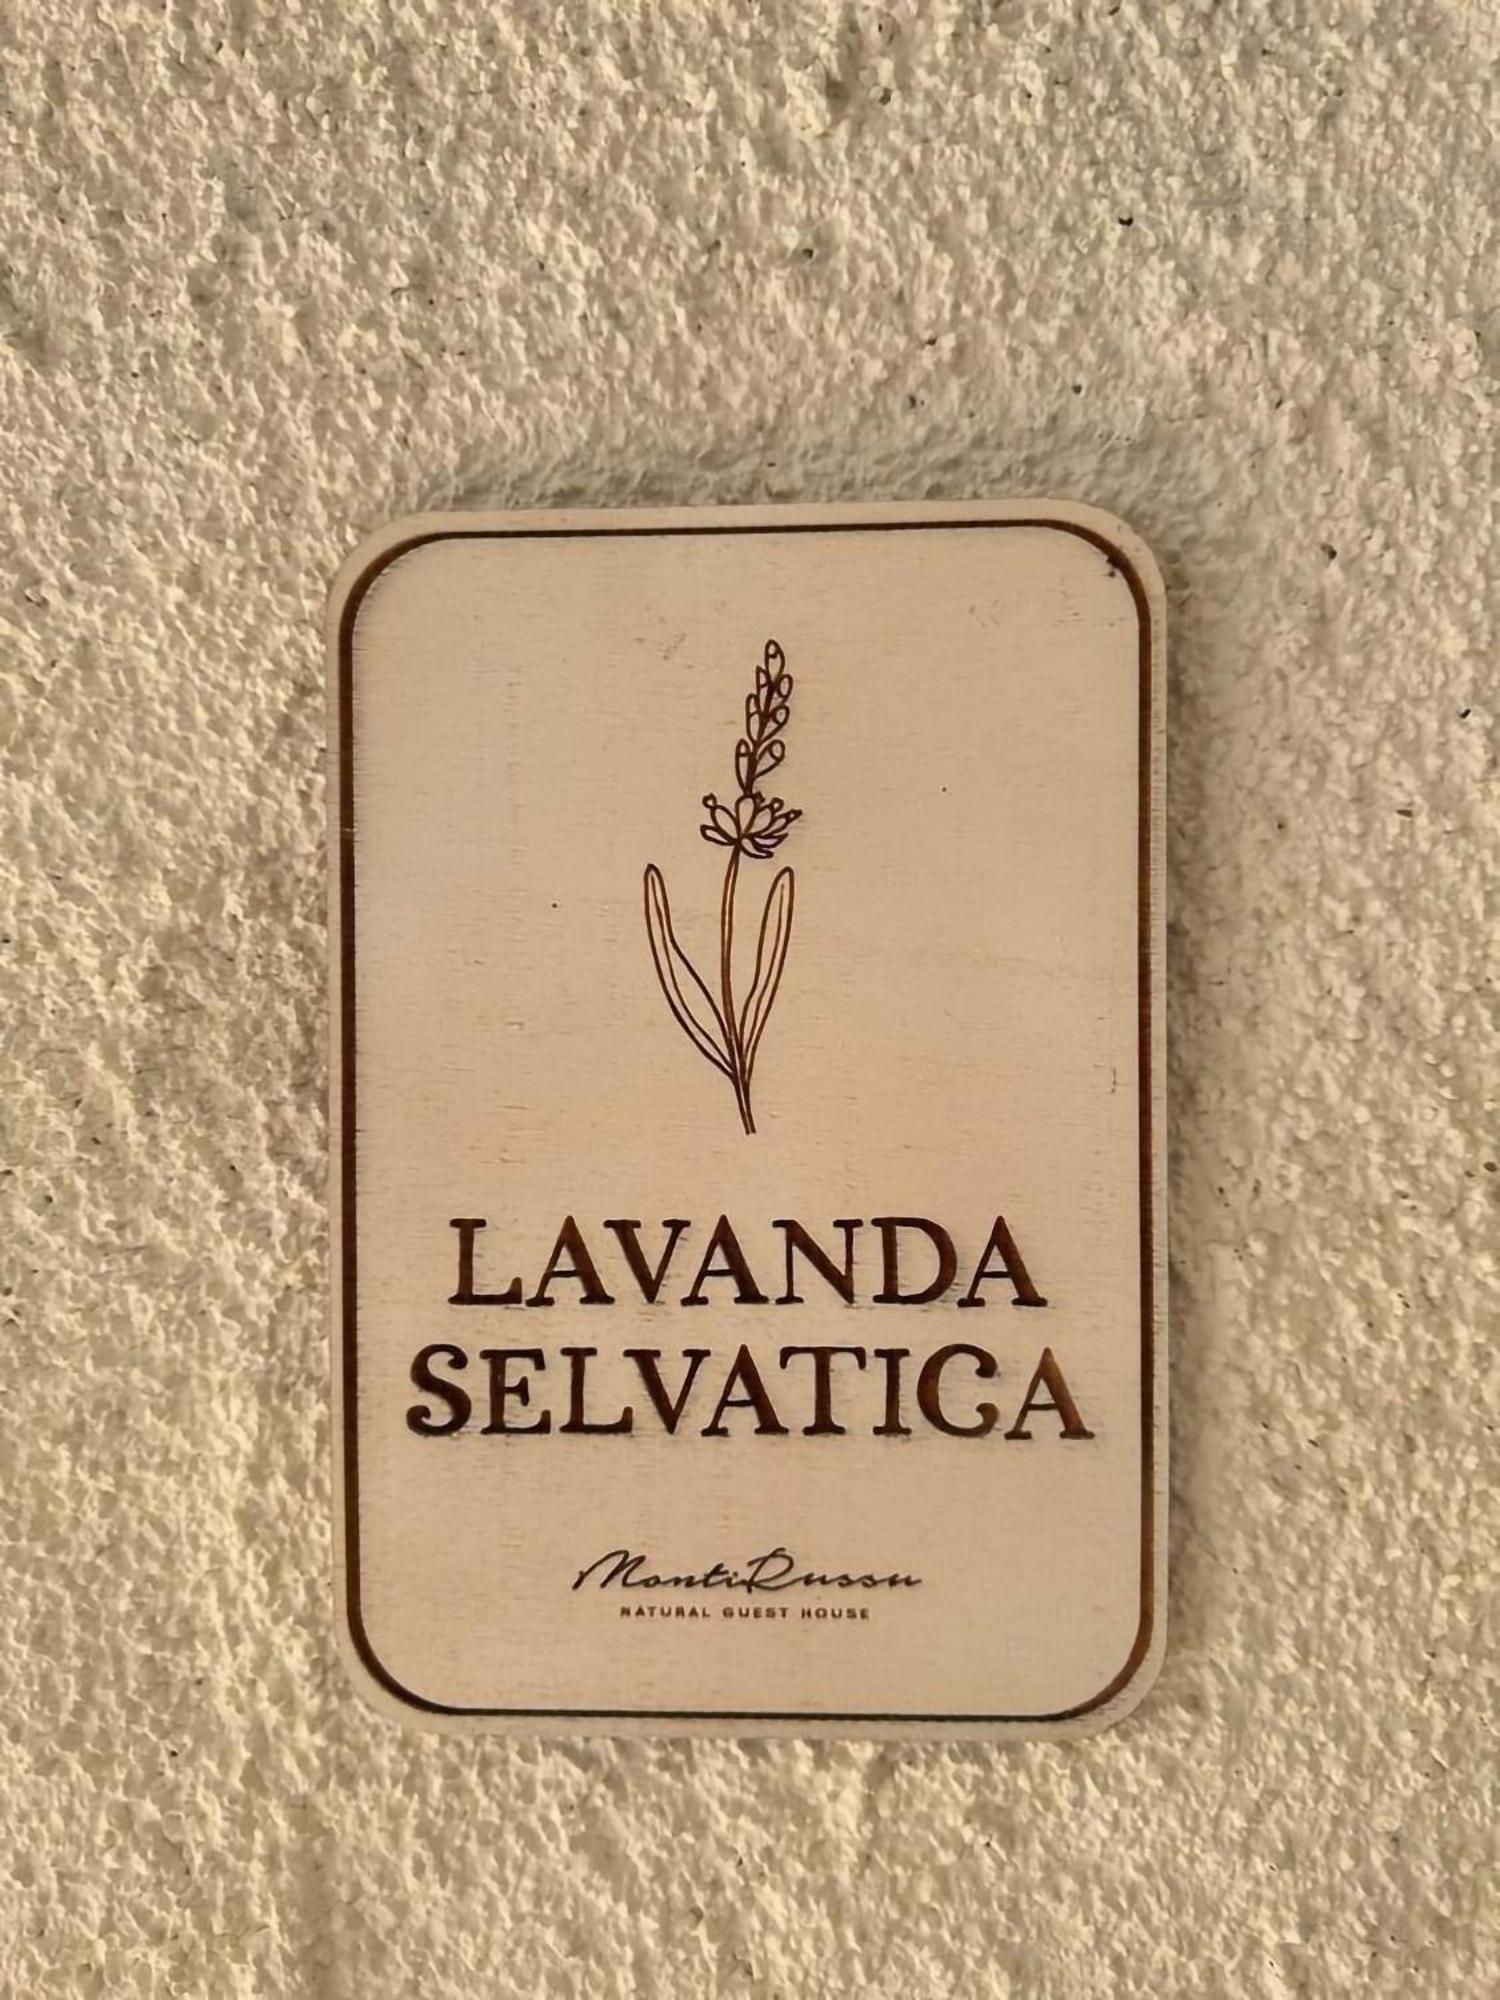 LAVANDA
SELVATICA
MontiRussu
NATURAL GUEST HOUSE